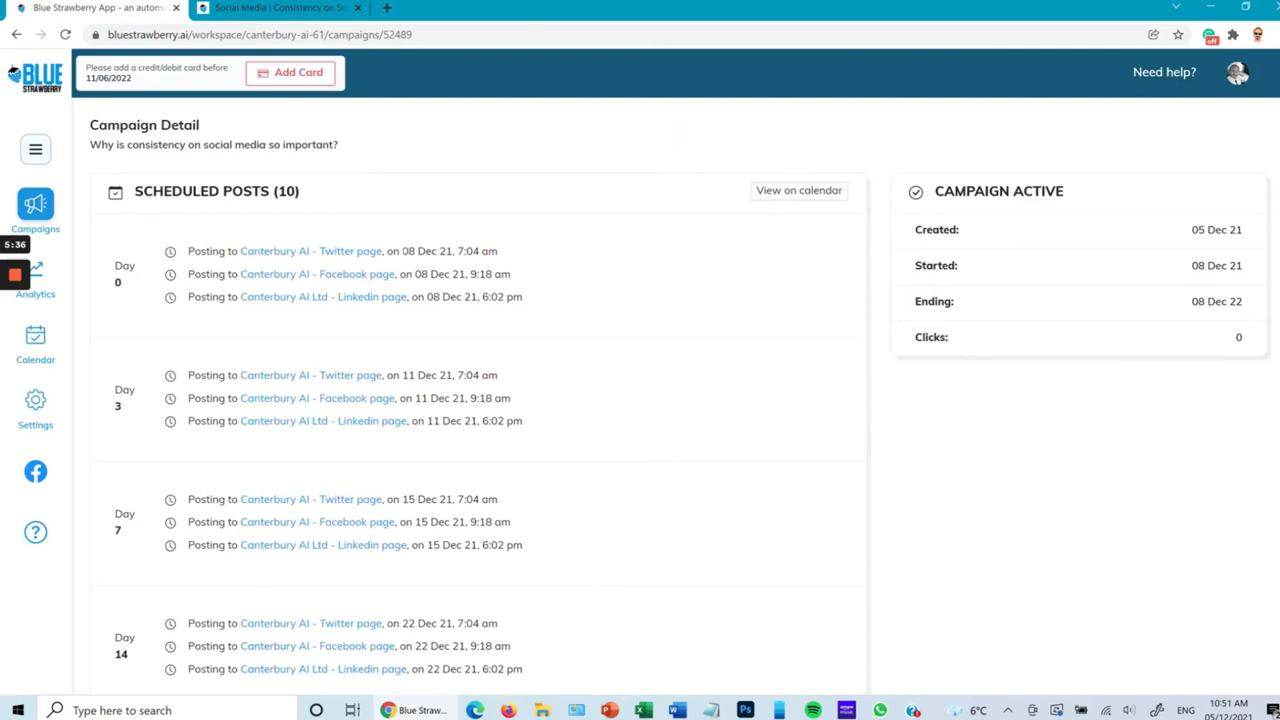 Blue Strawberry App - an autom
Social Media | Consistency on So
bluestrawberry.ai/workspace/canterbury-ai-61/campaigns/52489
off
BLUE
STRAWBERRY
Please add a credit/debit card before
11/06/2022
Add Card
Need help?
Campaign Detail
Why is consistency on social media so important?
Campaigns
5:36
Analytics
Calendar
Settings
SCHEDULED POSTS (10)
View on calendar
Day
0
Posting to Canterbury AI - Twitter page, on 08 Dec 21, 7:04 am
Posting to Canterbury AI - Facebook page, on 08 Dec 21, 9:18 am
Posting to Canterbury AI Ltd - Linkedin page, on 08 Dec 21, 6:02 pm
Day
3
Posting to Canterbury AI - Twitter page, on 11 Dec 21, 7:04 am
Posting to Canterbury AI - Facebook page, on 11 Dec 21, 9:18 am
Posting to Canterbury AI Ltd - Linkedin page, on 11 Dec 21, 6:02 pm
Day
7
Posting to Canterbury AI - Twitter page, on 15 Dec 21, 7:04 am
Posting to Canterbury AI - Facebook page, on 15 Dec 21, 9:18 am
Posting to Canterbury AI Ltd - Linkedin page, on 15 Dec 21, 6:02 pm
Day
14
Posting to Canterbury AI - Twitter page, on 22 Dec 21, 7:04 am
Posting to Canterbury AI - Facebook page, on 22 Dec 21, 9:18 am
Posting to Canterbury AI Ltd - Linkedin page, on 22 Dec 21, 6:02 pm
CAMPAIGN ACTIVE
Created: 05 Dec 21
Started: 08 Dec 21
Ending: 08 Dec 22
Clicks: 0
Type here to search
Blue Straw...
6°C
ENG
10:51 AM
05/12/2021